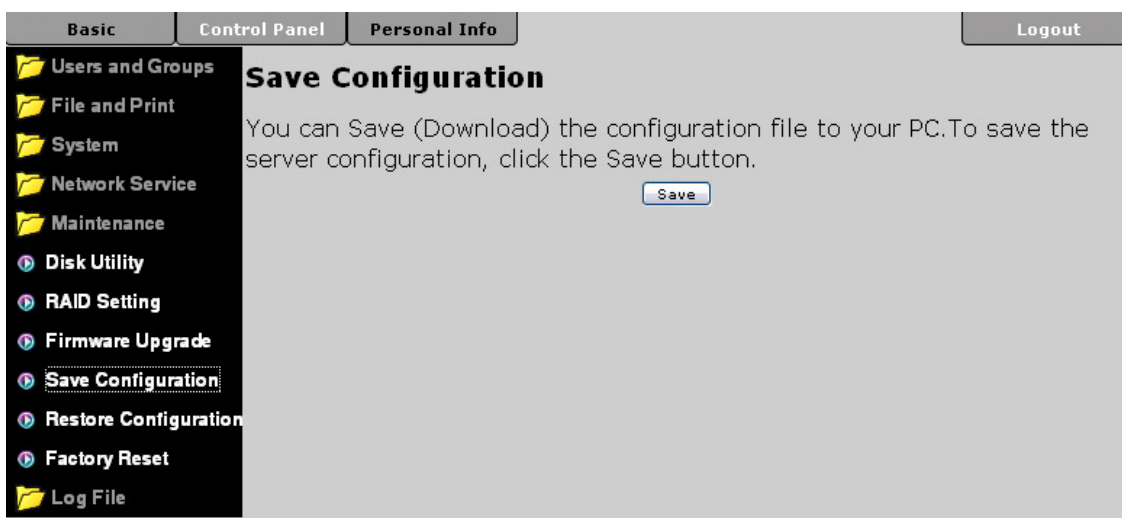 Basic
Control Panel
Personal Info
Logout
Users and Groups
File and Print
System
Network Service
Maintenance
Disk Utility
RAID Setting
Firmware Upgrade
Save Configuration
Restore Configuration
Factory Reset
Log File
Save Configuration
You can Save (Download) the configuration file to your PC.To save the
server configuration, click the Save button.
Save